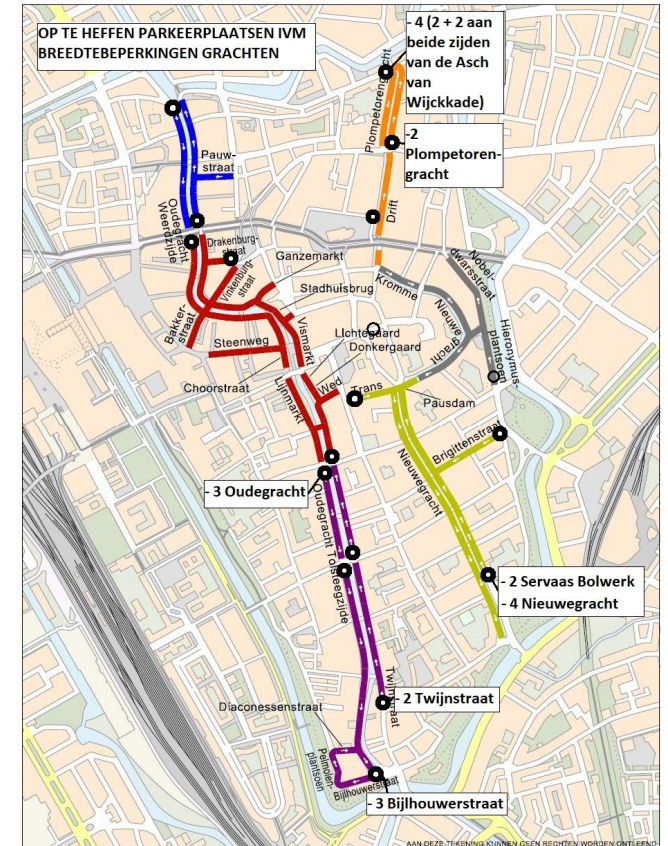 OP TE HEFFEN PARKEERPLAATSEN IVM
BREEDTEBEPERKINGEN GRACHTEN
- 4 (2 + 2 aan
beide zijden
van de Asch
van
Wijckkade)
Plompetorengracht
-2
Plompetoren-
gracht
Pauw-
straat
Oudegracht
Weerdzijde
Drift
Drakenburg-
straat
Vinkenburg-
straat
Ganzemarkt
Stadhuisbrug
Kromme
Nieuwe
gracht
Nobel-
dwarsstraat
Hieronymus-
plantsoen
Bakker-
straat
Steenweg
Vismarkt
Lichtegaard
Donkergaard
Choorstraat
Lijnmarkt
Wed
Trans
Pausdam
Brigittenstraat
Nieuwegracht
- 3 Oudegracht
Oudegracht Tolsteegzijde
- 2 Servaas Bolwerk
- 4 Nieuwegracht
Twijnstraat
- 2 Twijnstraat
Diaconessenstraat
Pelmolen-
plantsoen
Bijlhouwerstraat
- 3 Bijlhouwerstraat
AAN DEZE TEKENING KUNNEN GEEN RECHTEN WORDEN ONTLEEND